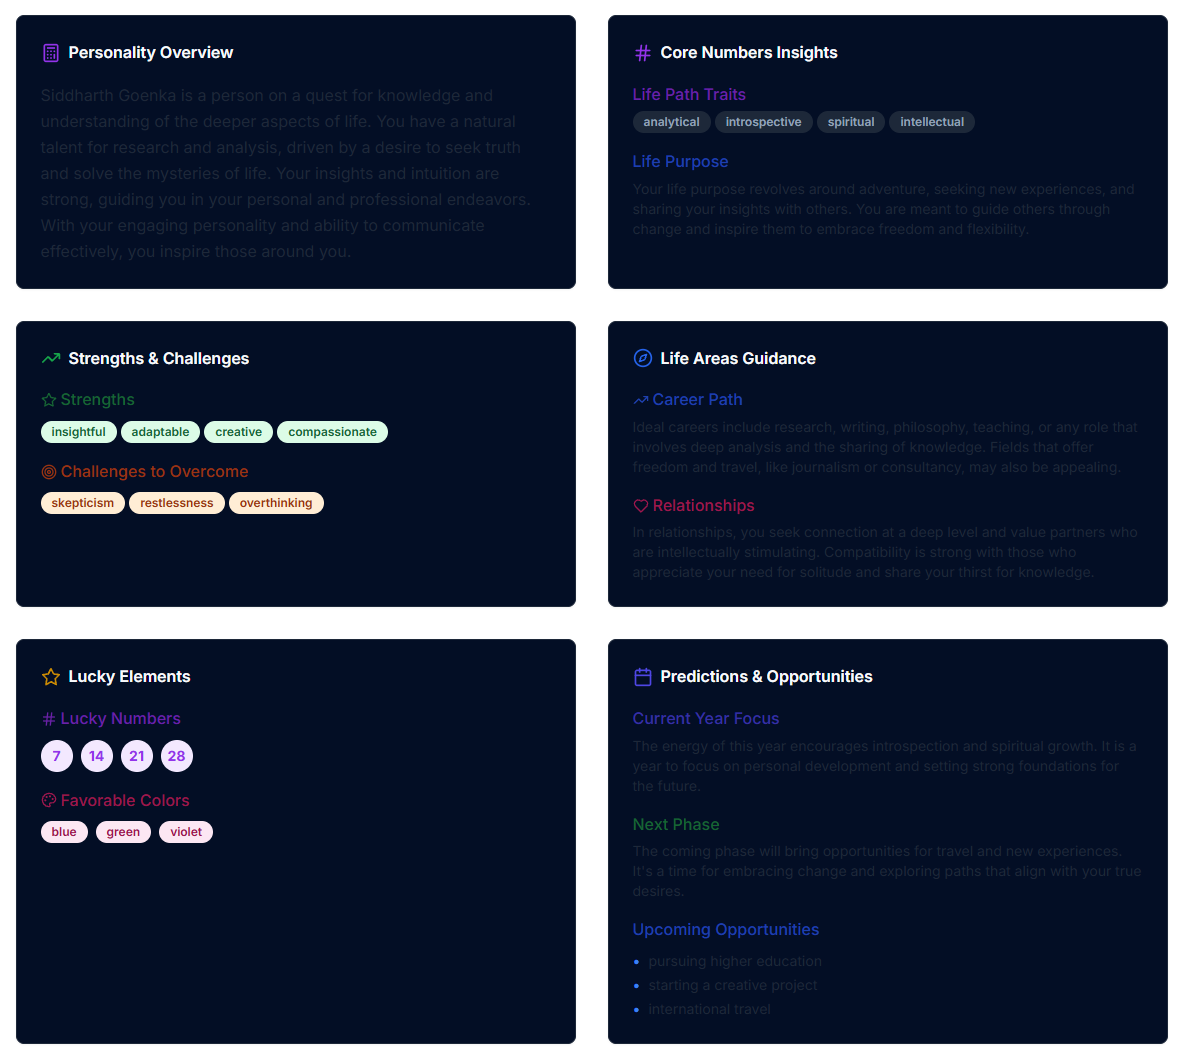 Personality Overview
Siddharth Goenka is a person on a quest for knowledge and
understanding of the deeper aspects of life. You have a natural
talent for research and analysis, driven by a desire to seek truth
and solve the mysteries of life. Your insights and intuition are
strong, guiding you in your personal and professional endeavors.
With your engaging personality and ability to communicate
effectively, you inspire those around you.
Core Numbers Insights
Life Path Traits
analytical introspective spiritual intellectual
Life Purpose
Your life purpose revolves around adventure, seeking new experiences, and
sharing your insights with others. You are meant to guide others through
change and inspire them to embrace freedom and flexibility.
Strengths & Challenges
Strengths
insightful adaptable creative compassionate
Challenges to Overcome
skepticism restlessness overthinking
Life Areas Guidance
Career Path
Ideal careers include research, writing, philosophy, teaching, or any role that
involves deep analysis and the sharing of knowledge. Fields that offer
freedom and travel, like journalism or consultancy, may also be appealing.
Relationships
In relationships, you seek connection at a deep level and value partners who
are intellectually stimulating. Compatibility is strong with those who
appreciate your need for solitude and share your thirst for knowledge.
Lucky Elements
Lucky Numbers
7 14 21 28
Favorable Colors
blue green violet
Predictions & Opportunities
Current Year Focus
The energy of this year encourages introspection and spiritual growth. It is a
year to focus on personal development and setting strong foundations for
the future.
Next Phase
The coming phase will bring opportunities for travel and new experiences.
It's a time for embracing change and exploring paths that align with your true
desires.
Upcoming Opportunities
• pursuing higher education
• starting a creative project
• international travel